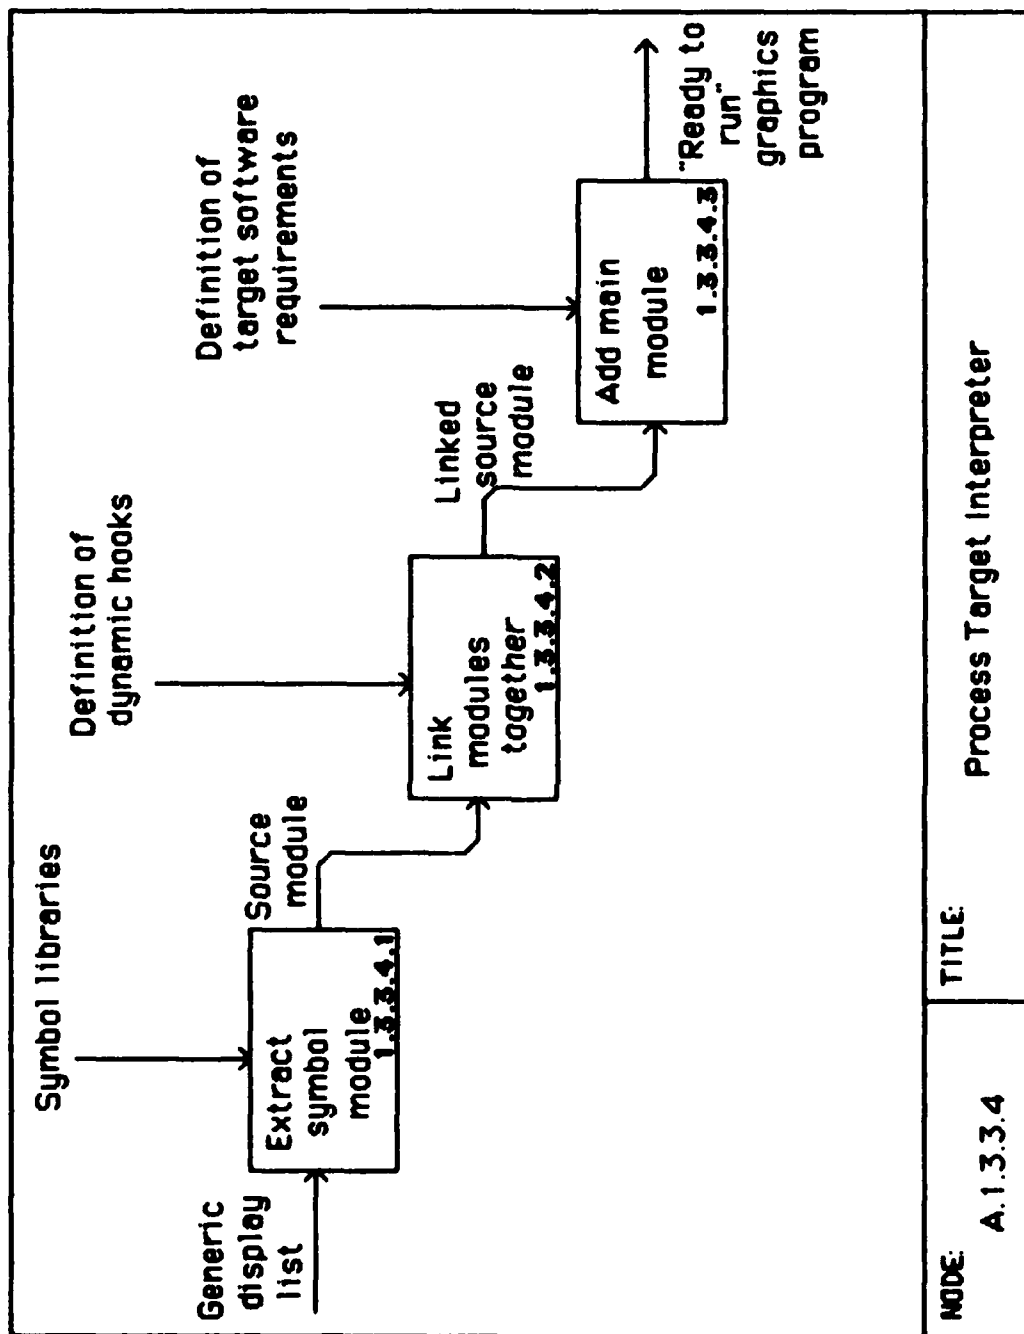 Symbol libraries
Definition of
dynamic hooks
Definition of
target software
requirements
Generic
display
list
Extract
symbol
module
1.3.3.4.1
Source
module
Link
modules
together
1.3.3.4.2
Linked
source
module
Add main
module
1.3.3.4.3
"Ready to
run"
graphics
program
NODE:
A.1.3.3.4
TITLE:
Process Target Interpreter